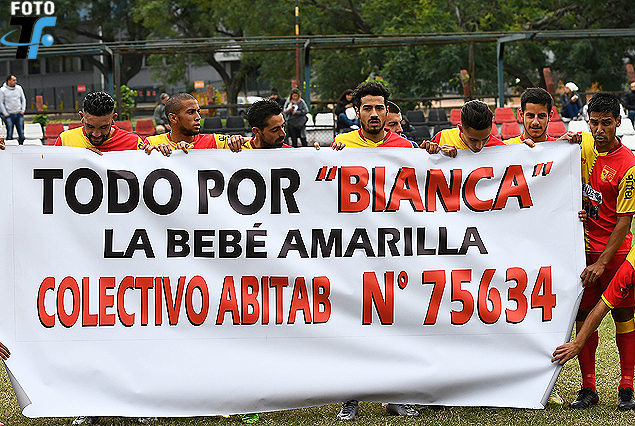 FOTO
TODO POR "BIANCA"
LA BEBÉ AMARILLA
COLECTIVO ABITAB N° 75634